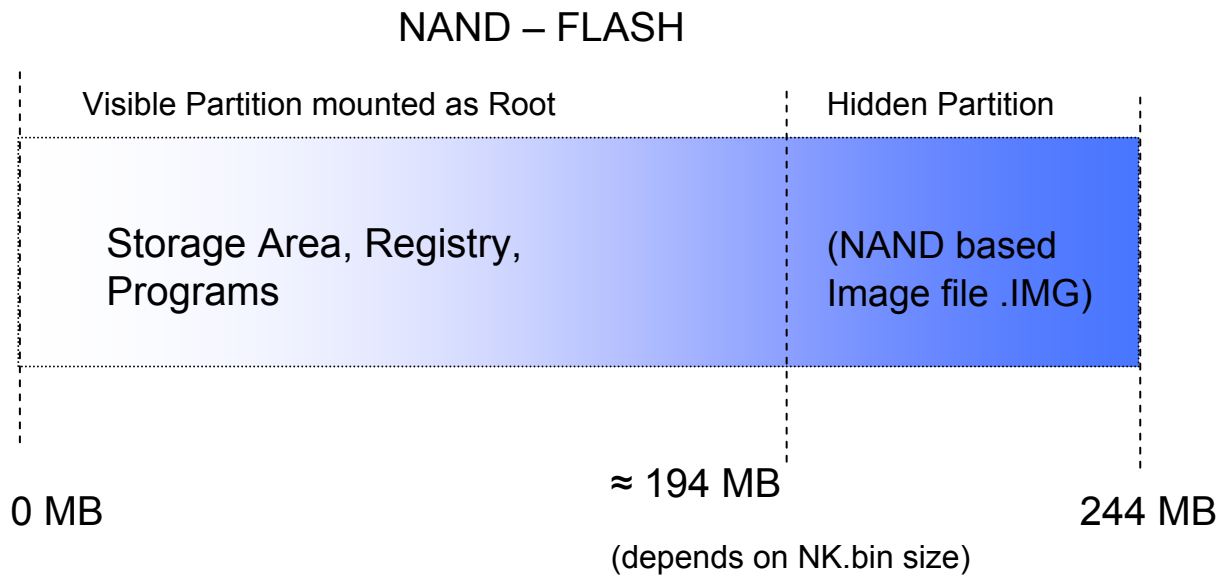 NAND – FLASH
Visible Partition mounted as Root
Hidden Partition
Storage Area, Registry,
Programs
(NAND based
Image file .IMG)
0 MB
≈ 194 MB
244 MB
(depends on NK.bin size)